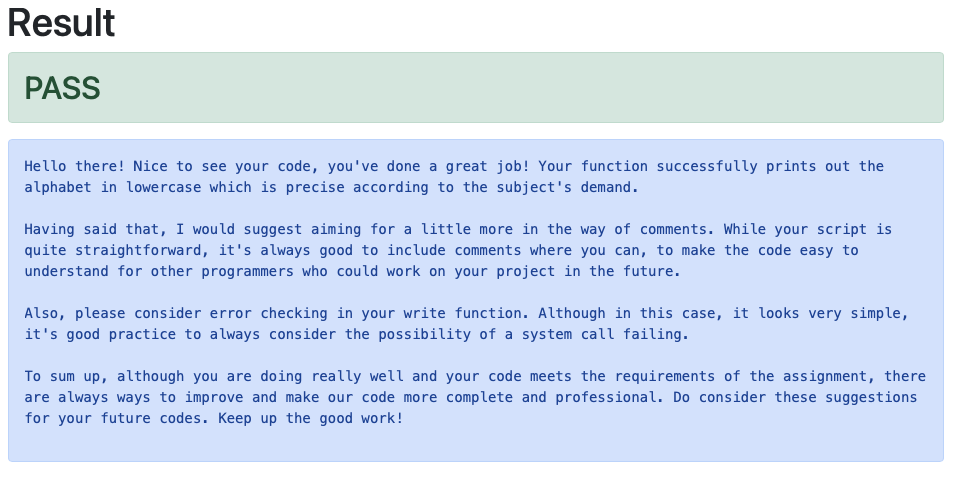 Result
PASS
Hello there! Nice to see your code, you've done a great job! Your function successfully prints out the
alphabet in lowercase which is precise according to the subject's demand.
Having said that, I would suggest aiming for a little more in the way of comments. While your script is
quite straightforward, it's always good to include comments where you can, to make the code easy to
understand for other programmers who could work on your project in the future.
Also, please consider error checking in your write function. Although in this case, it looks very simple,
it's good practice to always consider the possibility of a system call failing.
To sum up, although you are doing really well and your code meets the requirements of the assignment, there
are always ways to improve and make our code more complete and professional. Do consider these suggestions
for your future codes. Keep up the good work!